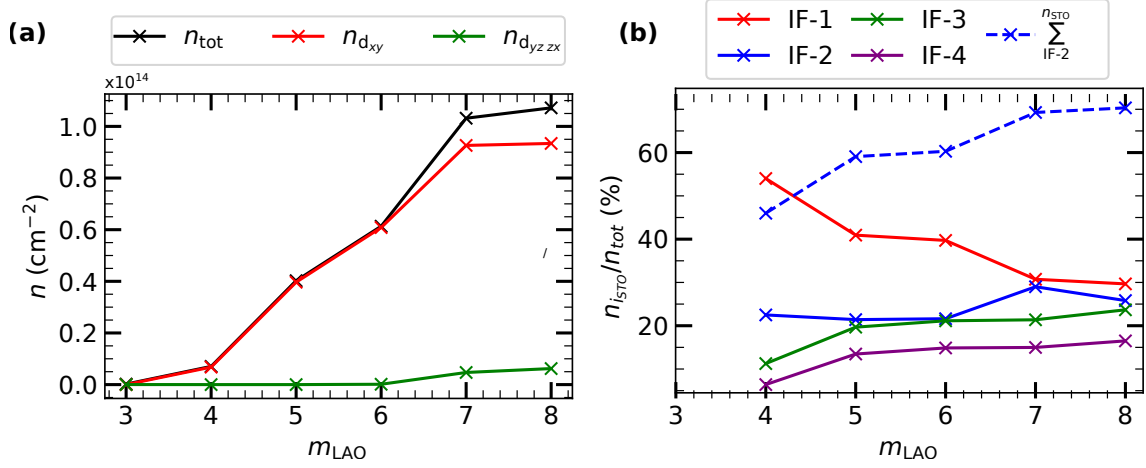 (a)
n_tot n_d_xy n_d_yz zx
x10^14
1.0
0.8
0.6
0.4
0.2
0.0
n (cm⁻²)
/
3 4 5 6 7 8
m_LAO
(b)
IF-1 IF-3 n_STO
IF-2 IF-4 ∑
IF-2
60
40
20
n_i_STO/n_tot (%)
3 4 5 6 7 8
m_LAO